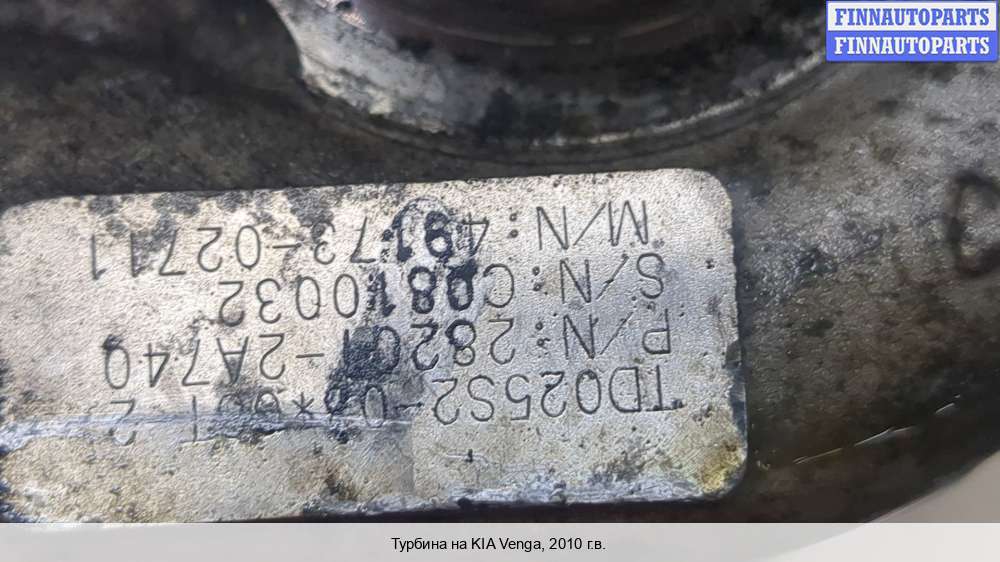 FINNAUTOPARTS
FINNAUTOPARTS
TD025S2
P/N:28201-2A740
S/N:C0810032
M/N:49173-02711
Турбина на KIA Venga, 2010 г.в.